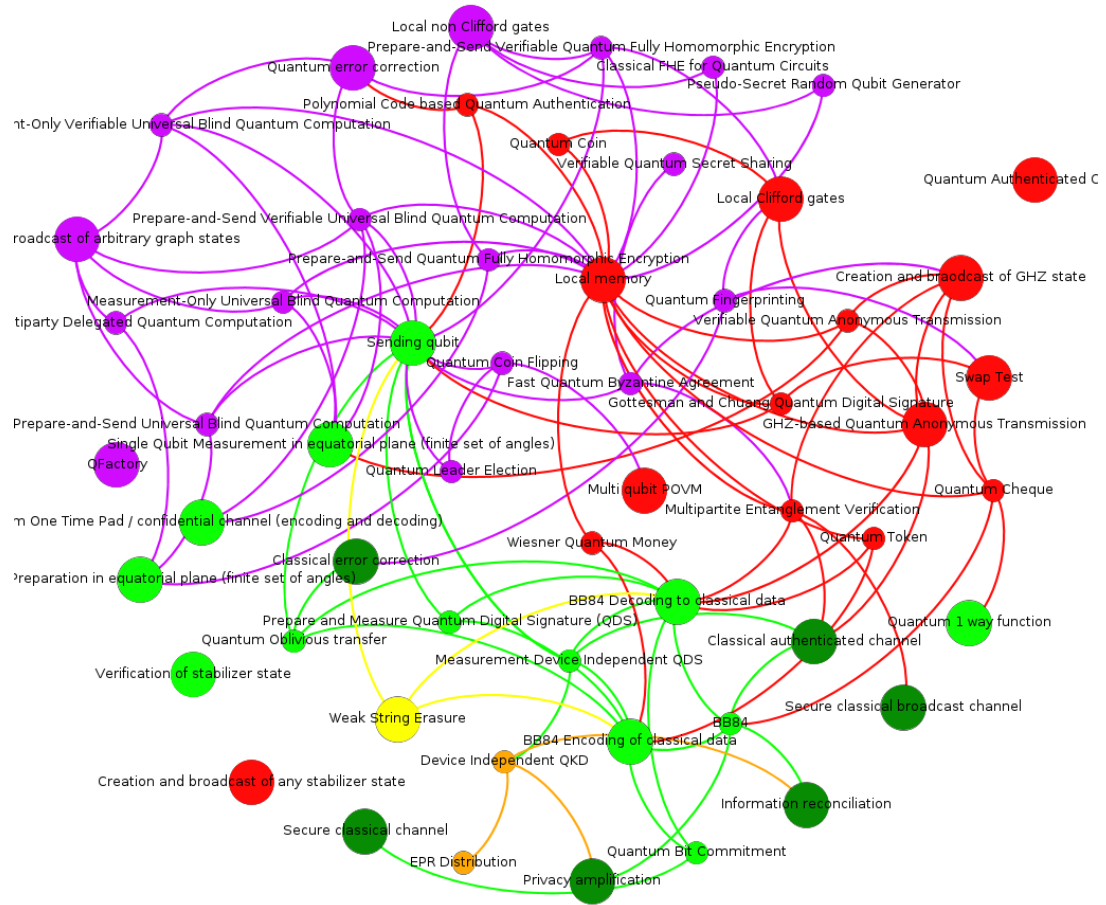 Local non Clifford gates
Prepare-and-Send Verifiable Quantum Fully Homomorphic Encryption
Quantum error correction
Classical FHE for Quantum Circuits
Pseudo-Secret Random Qubit Generator
Polynomial Code based Quantum Authentication
nt-Only Verifiable Universal Blind Quantum Computation
Quantum Coin
Verifiable Quantum Secret Sharing
Quantum Authenticated C
Local Clifford gates
Prepare-and-Send Verifiable Universal Blind Quantum Computation
roadcast of arbitrary graph states
Prepare-and-Send Quantum Fully Homomorphic Encryption
Local memory
Creation and braodcast of GHZ state
Measurement-Only Universal Blind Quantum Computation
Quantum Fingerprinting
tiparty Delegated Quantum Computation
Verifiable Quantum Anonymous Transmission
Sending qubit
Quantum Coin Flipping
Fast Quantum Byzantine Agreement
Swap Test
Gottesman and Chuang Quantum Digital Signature
Prepare-and-Send Universal Blind Quantum Computation
GHZ-based Quantum Anonymous Transmission
Single Qubit Measurement in equatorial plane (finite set of angles)
QFactory
Quantum Leader Election
Multi qubit POVM
Quantum Cheque
Multipartite Entanglement Verification
m One Time Pad / confidential channel (encoding and decoding)
Quantum Token
Wiesner Quantum Money
Classical error correction
Preparation in equatorial plane (finite set of angles)
BB84 Decoding to classical data
Prepare and Measure Quantum Digital Signature (QDS)
Quantum 1 way function
Quantum Oblivious transfer
Classical authenticated channel
Measurement Device Independent QDS
Verification of stabilizer state
Secure classical broadcast channel
Weak String Erasure
BB84
BB84 Encoding of classical data
Device Independent QKD
Creation and broadcast of any stabilizer state
Information reconciliation
Secure classical channel
Quantum Bit Commitment
EPR Distribution
Privacy amplification